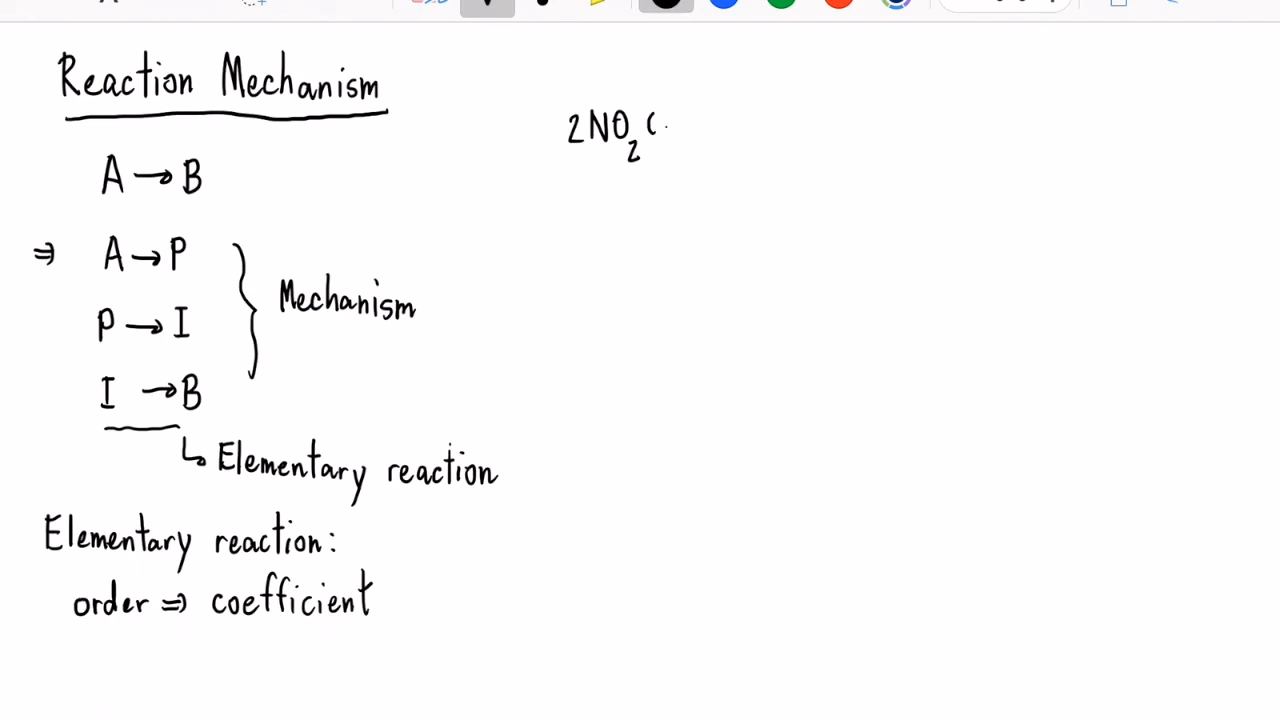 Reaction Mechanism
A → B
⇒ A → P
P → I
I → B
Mechanism
↳ Elementary reaction
Elementary reaction:
order ⇒ coefficient
2NO₂(